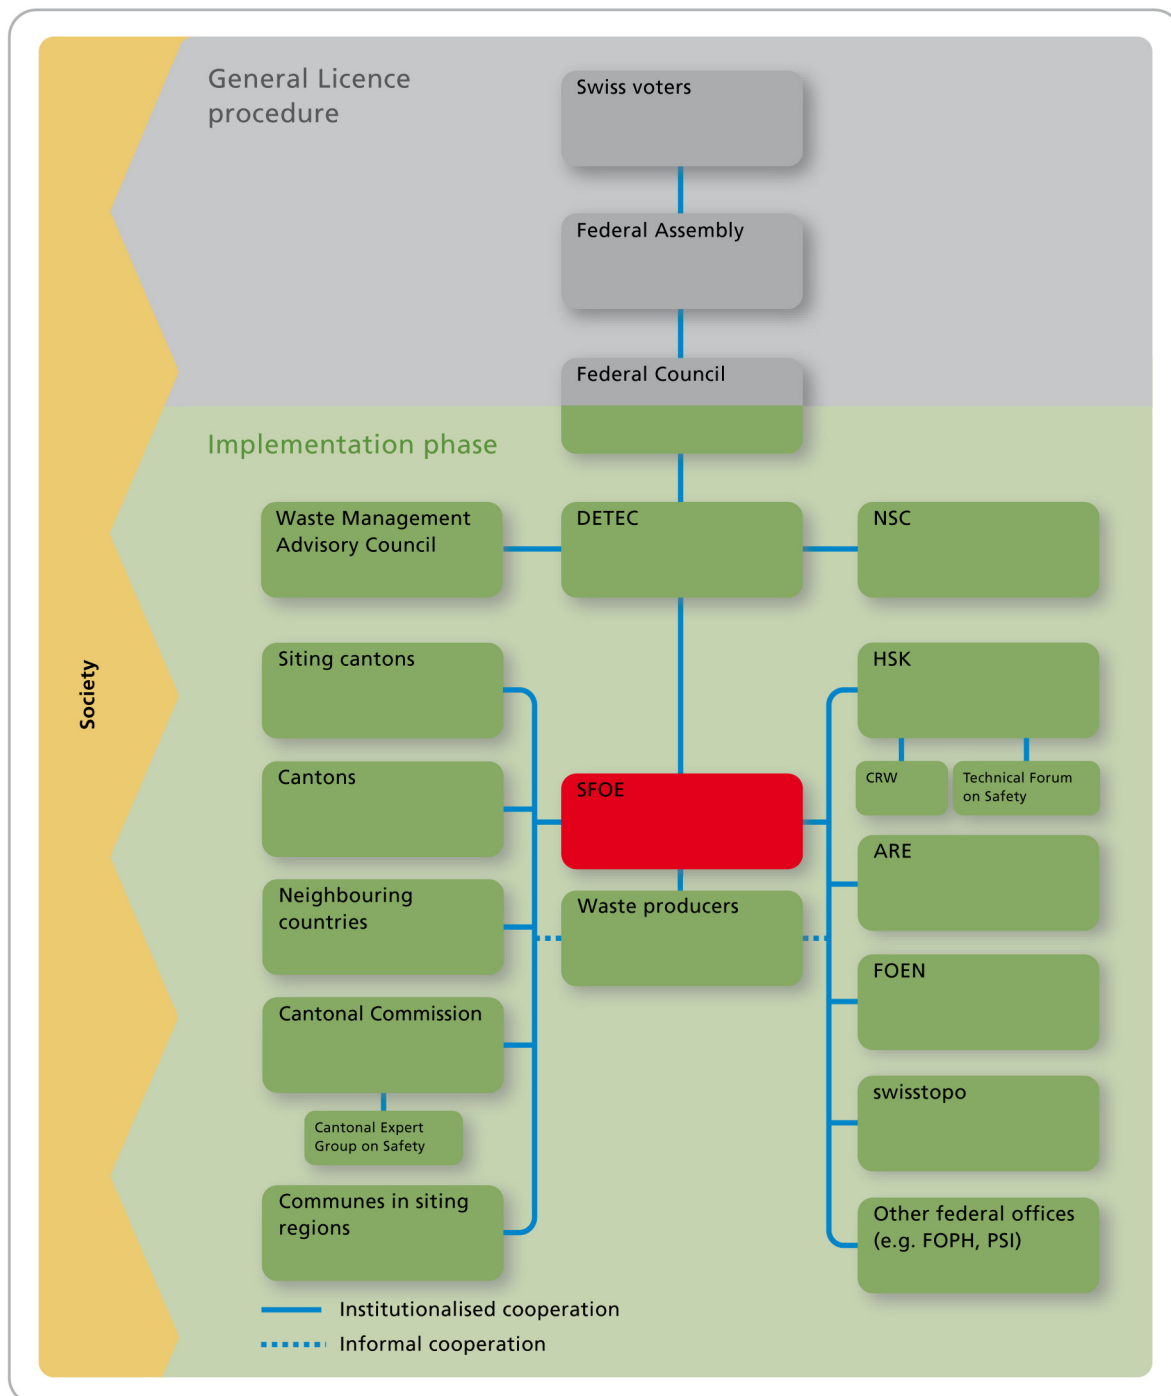 General Licence
procedure
Swiss voters
Federal Assembly
Federal Council
Implementation phase
Waste Management
Advisory Council
DETEC
NSC
Society
Siting cantons
HSK
Cantons
SFOE
CRW
Technical Forum
on Safety
ARE
Neighbouring
countries
Waste producers
FOEN
Cantonal Commission
Cantonal Expert
Group on Safety
swisstopo
Communes in siting
regions
Other federal offices
(e.g. FOPH, PSI)
Institutionalised cooperation
Informal cooperation